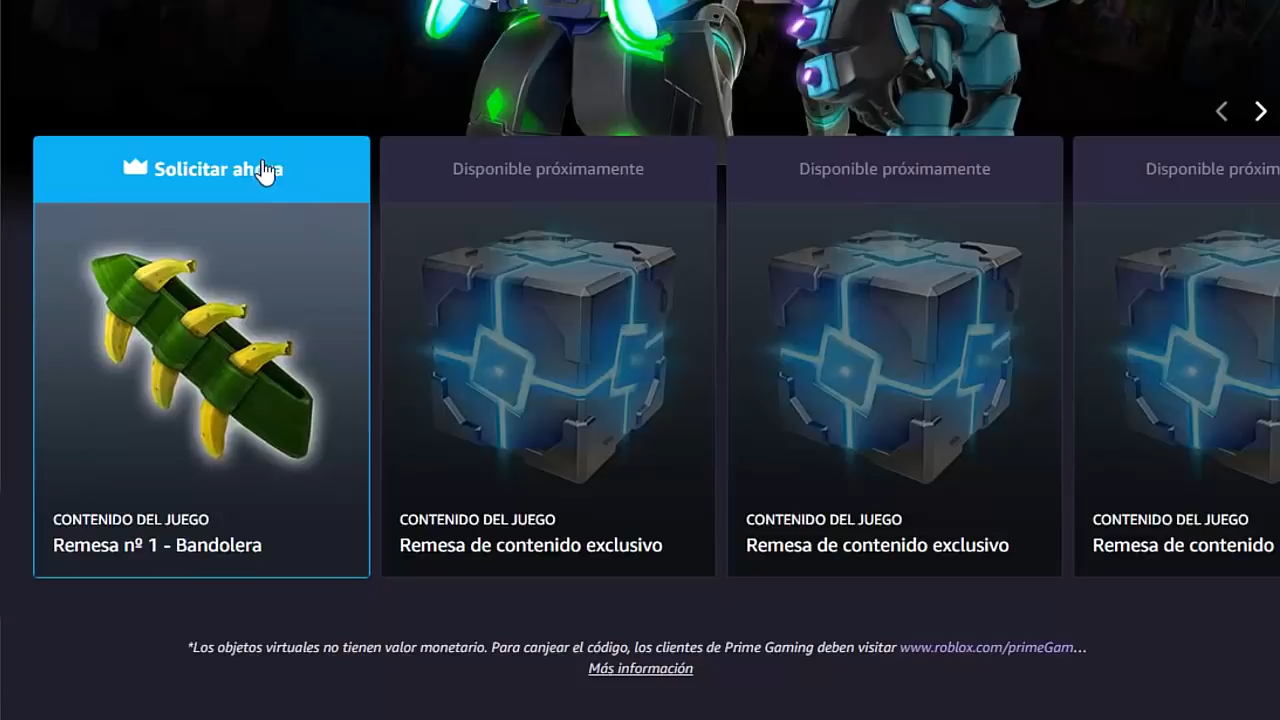 Solicitar ahora
Disponible próximamente
Disponible próximamente
Disponible próxim
CONTENIDO DEL JUEGO
Remesa nº 1 - Bandolera
CONTENIDO DEL JUEGO
Remesa de contenido exclusivo
CONTENIDO DEL JUEGO
Remesa de contenido exclusivo
CONTENIDO DEL JUEGO
Remesa de contenido
*Los objetos virtuales no tienen valor monetario. Para canjear el código, los clientes de Prime Gaming deben visitar www.roblox.com/primeGam...
Más información